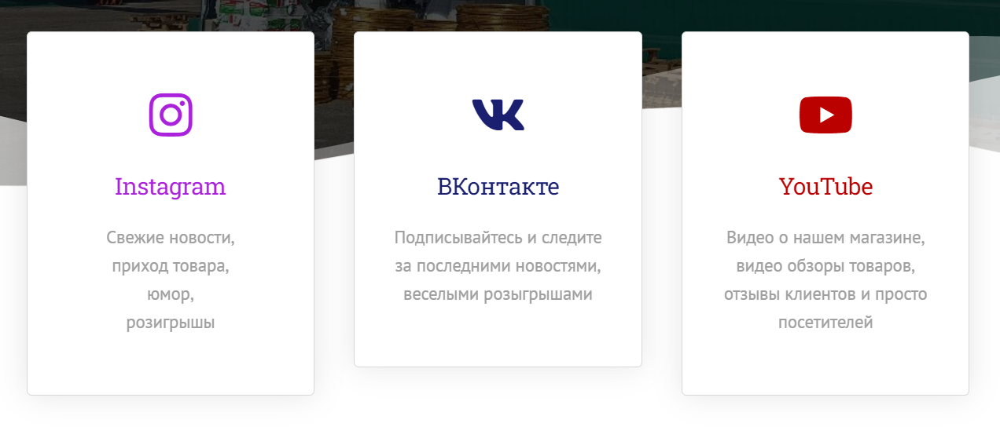 Instagram
Свежие новости,
приход товара,
юмор,
розигрышы
ВКонтакте
Подписывайтесь и следите
за последними новостями,
веселыми розыгрышами
YouTube
Видео о нашем магазине,
видео обзоры товаров,
отзывы клиентов и просто
посетителей